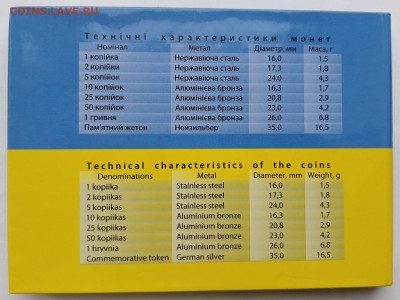 COINS.LAVE.RU
Технічні характеристики монет
Номінал Метал Діаметр, мм Маса, г
1 копійка Нержавіюча сталь 16,0 1,5
2 копійки Нержавіюча сталь 17,3 1,8
5 копійок Нержавіюча сталь 24,0 4,3
10 копійок Алюмінієва бронза 16,3 1,7
25 копійок Алюмінієва бронза 20,8 2,9
50 копійок Алюмінієва бронза 23,0 4,2
1 гривня Алюмінієва бронза 26,0 6,8
Пам'ятний жетон Нейзильбер 35,0 16,5
Technical characteristics of the coins
Denominations Metal Diameter, mm Weight, g
1 kopiika Stainless steel 16,0 1,5
2 kopiikas Stainless steel 17,3 1,8
5 kopiikas Stainless steel 24,0 4,3
10 kopiikas Aluminium bronze 16,3 1,7
25 kopiikas Aluminium bronze 20,8 2,9
50 kopiikas Aluminium bronze 23,0 4,2
1 hryvnia Aluminium bronze 26,0 6,8
Commemorative token German silver 35,0 16,5